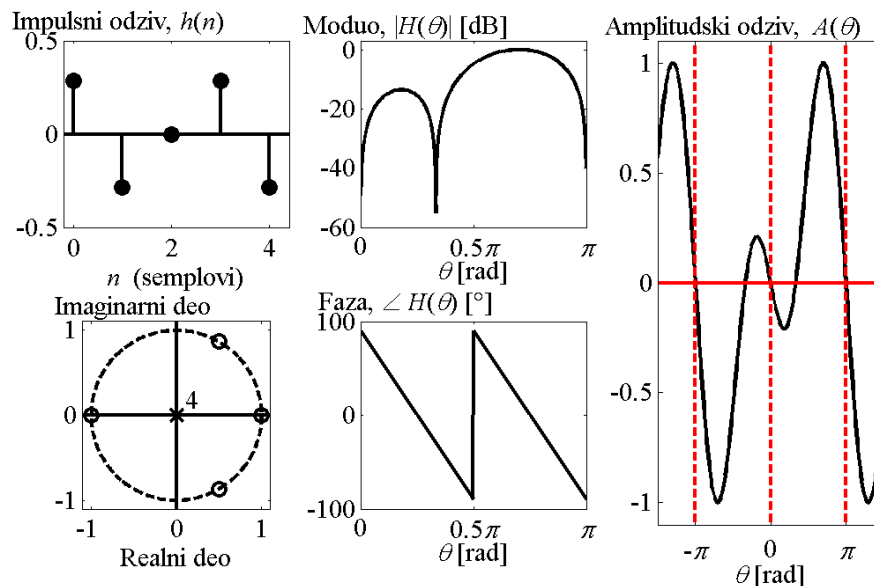 Impulsni odziv, h(n)
0.5
0
-0.5
0
2
4
n (semplovi)
Moduo, |H(θ)| [dB]
0
-20
-40
-60
0
0.5π
π
θ [rad]
Amplitudski odziv, A(θ)
1
0.5
0
-0.5
-1
-π
0
π
θ [rad]
Imaginarni deo
1
0
-1
4
-1
0
1
Realni deo
Faza, ∠ H(θ) [°]
100
0
-100
0
0.5π
π
θ [rad]